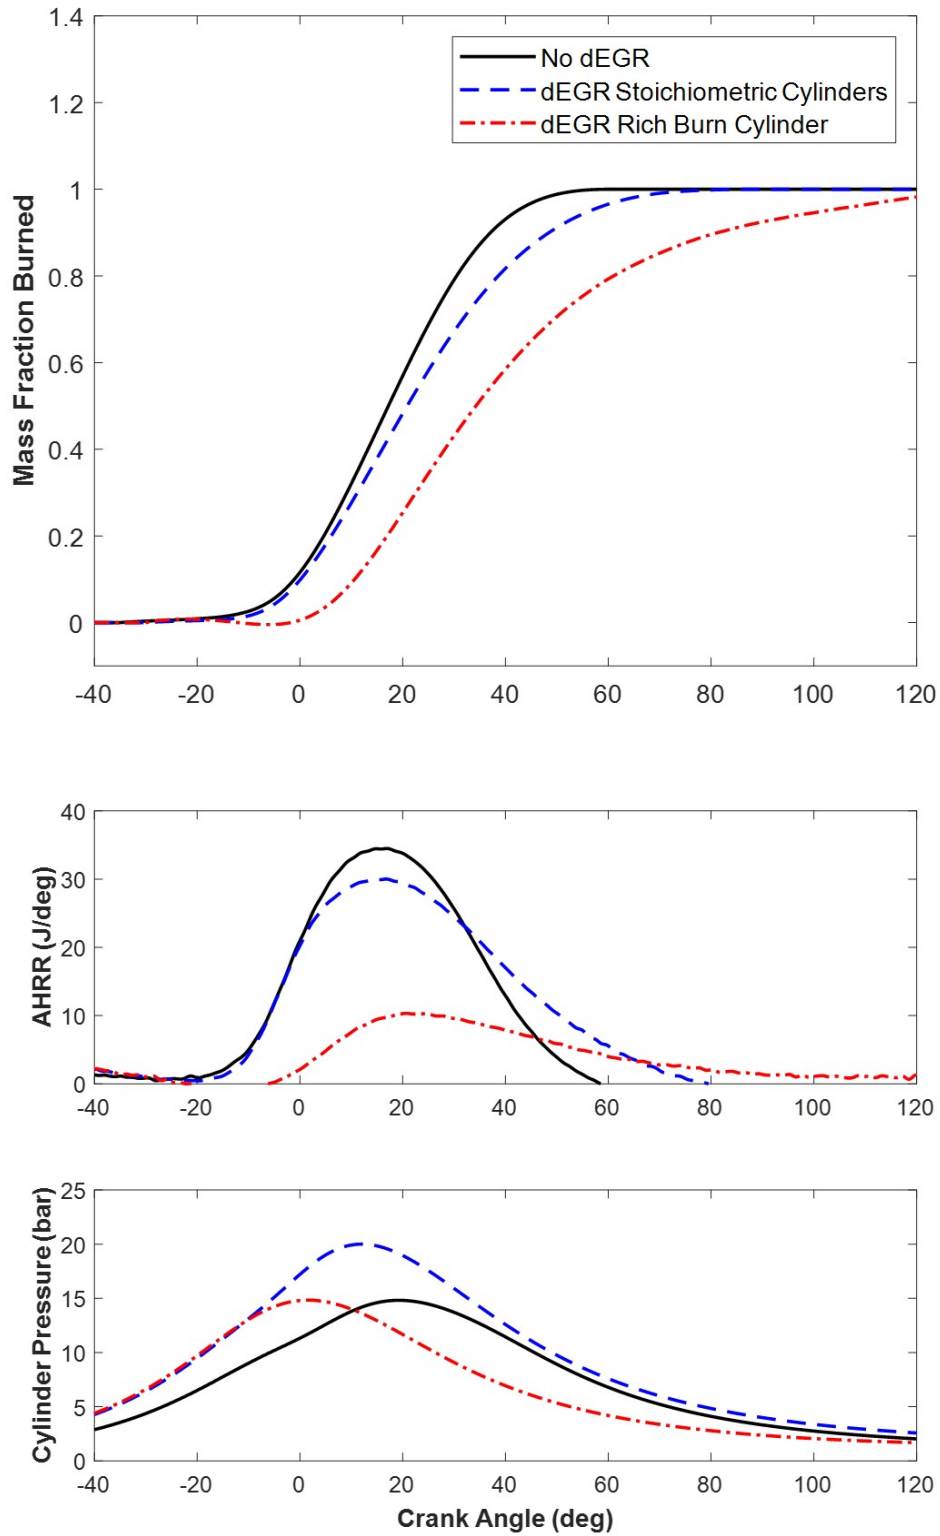 1.4
1.2
1
0.8
0.6
0.4
0.2
0
Mass Fraction Burned
No dEGR
dEGR Stoichiometric Cylinders
dEGR Rich Burn Cylinder
-40 -20 0 20 40 60 80 100 120
40
30
20
10
0
AHRR (J/deg)
-40 -20 0 20 40 60 80 100 120
25
20
15
10
5
0
Cylinder Pressure (bar)
-40 -20 0 20 40 60 80 100 120
Crank Angle (deg)